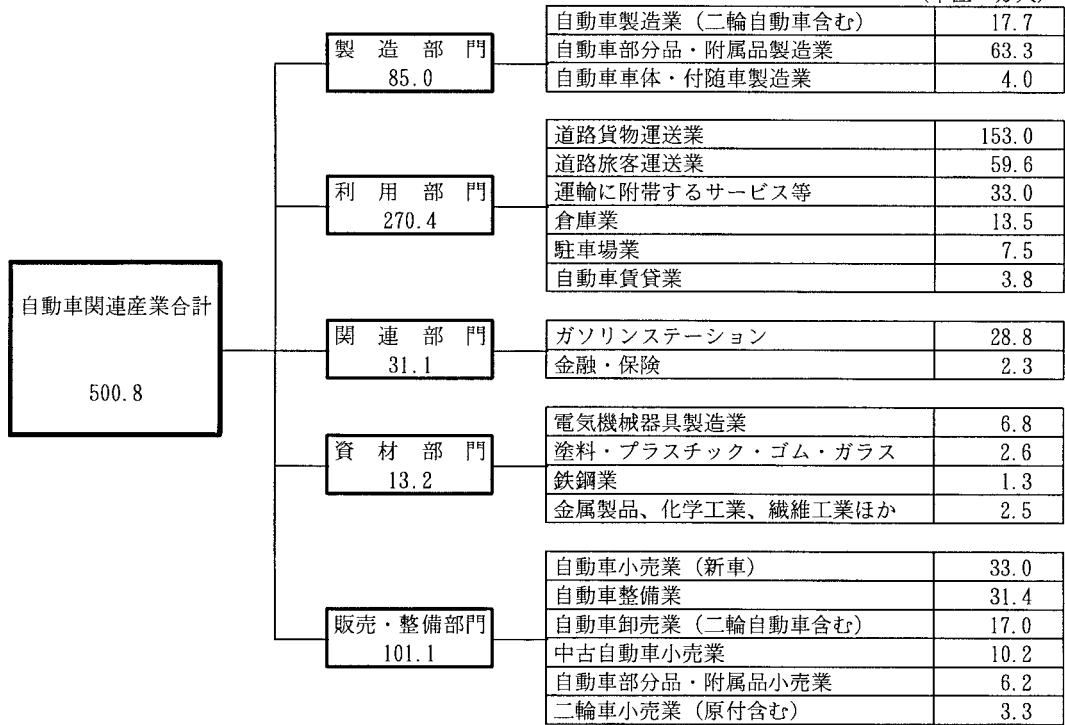 自動車関連産業合計
500.8
製造部門
85.0
自動車製造業（二輪自動車含む） 17.7
自動車部分品・附属品製造業 63.3
自動車車体・付随車製造業 4.0
利用部門
270.4
道路貨物運送業 153.0
道路旅客運送業 59.6
運輸に附帯するサービス等 33.0
倉庫業 13.5
駐車場業 7.5
自動車賃貸業 3.8
関連部門
31.1
ガソリンステーション 28.8
金融・保険 2.3
資材部門
13.2
電気機械器具製造業 6.8
塗料・プラスチック・ゴム・ガラス 2.6
鉄鋼業 1.3
金属製品、化学工業、繊維工業ほか 2.5
販売・整備部門
101.1
自動車小売業（新車） 33.0
自動車整備業 31.4
自動車卸売業（二輪自動車含む） 17.0
中古自動車小売業 10.2
自動車部分品・附属品小売業 6.2
二輪車小売業（原付含む） 3.3